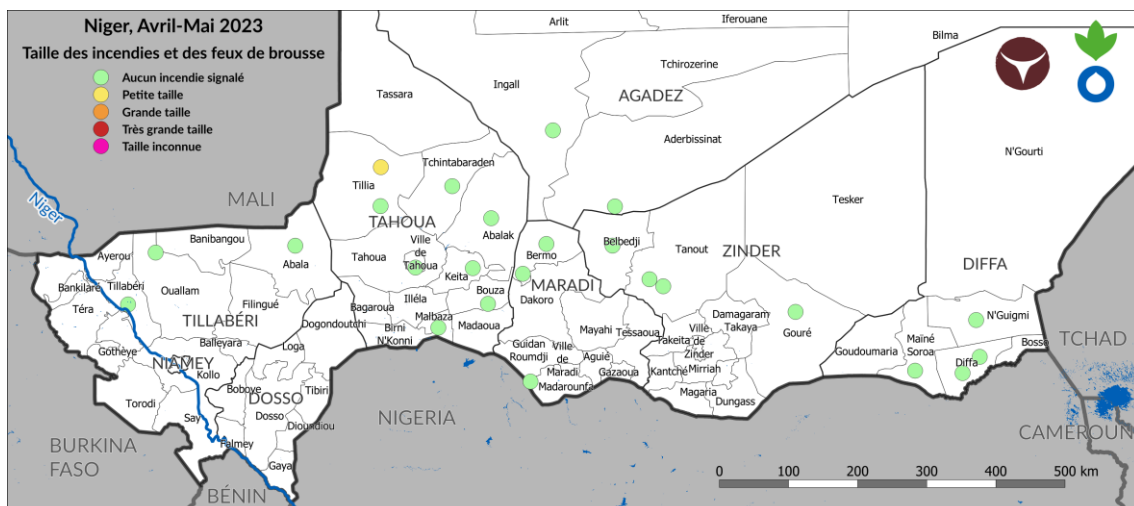 Niger, Avril-Mai 2023
Taille des incendies et des feux de brousse
Aucun incendie signalé
Petite taille
Grande taille
Très grande taille
Taille inconnue
Arlit
Iferouane
Bilma
Tchirozerine
Ingall
AGADEZ
Tassara
Aderbissinat
N'Gourti
Tchintabaraden
Tillia
MALI
Niger
Tesker
TAHOUA
Abalak
Banibangou
Ayerou
Abala
Tahoua
Ville
de
Tahoua
Keita
Bermo
Belbedji
Tanout
ZINDER
DIFFA
Bankilaré
Tillabéri
Ouallam
Téra
Filingué
TILLABÉRI
Bouza
MARADI
Dakoro
Illéla
Bagaroua
Malbaza
Madaoua
Dogondoutchi
Birni
N'Konni
Mayahi
Tessaoua
Damagaram
Takaya
Gouré
N'Guigmi
Bosso
TCHAD
Maïné
Soroa
Goudoumaria
Diffa
Gotheye
NIAMEY
Kollo
Balleyara
Loga
Guidan
Roumdji
Ville
de
Maradi
Aguié
Gazaoua
Madarounfa
Takeita
Ville
de
Zinder
Kantché
Mirriah
Magaria
Dungass
Torodi
Say
Boboye
DOSSO
Tibiri
Dosso
Dioundiou
Falmey
Gaya
NIGERIA
CAMEROUN
BURKINA
FASO
BÉNIN
0 100 200 300 400 500 km